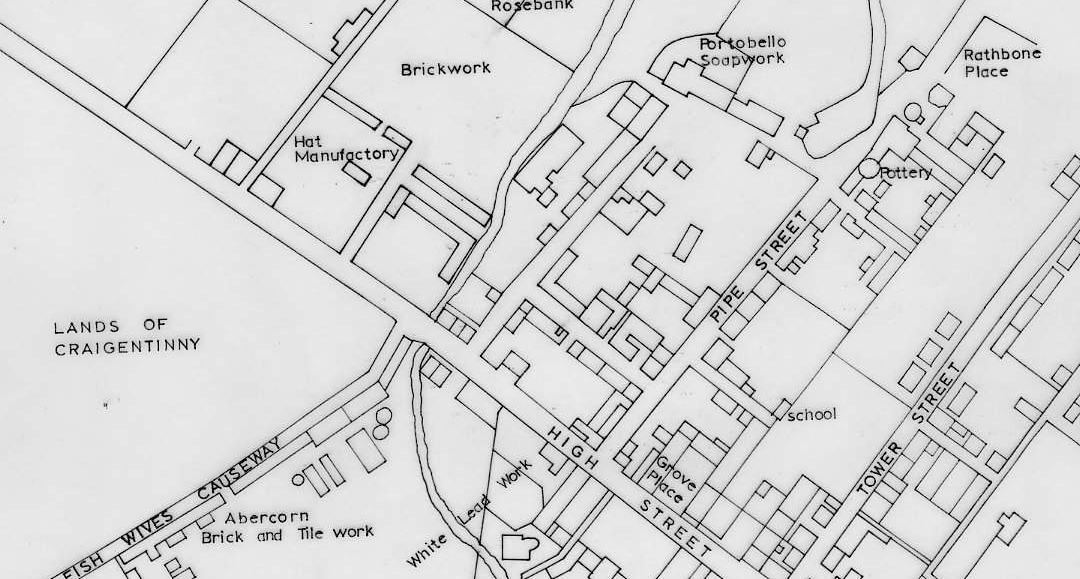 Rosebank
Portobello
Soapwork
Rathbone
Place
Brickwork
Hat
Manufactory
Pottery
PIPE STREET
LANDS OF
CRAIGENTINNY
school
TOWER STREET
HIGH STREET
Grove
Place
FISH WIVES CAUSEWAY
White Lead Work
Abercorn
Brick and Tile work